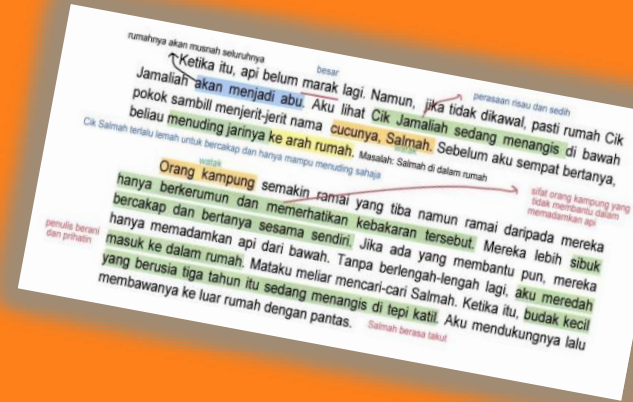 rumahnya akan musnah seluruhnya
besar
Ketika itu, api belum marak lagi. Namun, jika tidak dikawal, pasti rumah Cik
perasaan risau dan sedih
Jamaliah akan menjadi abu. Aku lihat Cik Jamaliah sedang menangis di bawah
pokok sambill menjerit-jerit nama cucunya, Salmah. Sebelum aku sempat bertanya,
beliau menuding jarinya ke arah rumah. Masalah: Salmah di dalam rumah
Cik Salmah terlalu lemah untuk bercakap dan hanya mampu menuding sahaja
watak
Orang kampung semakin ramai yang tiba namun ramai daripada mereka
sifat orang kampung yang
tidak membantu dalam
memadamkan api
hanya berkerumun dan memerhatikan kebakaran tersebut. Mereka lebih sibuk
bercakap dan bertanya sesama sendiri. Jika ada yang membantu pun, mereka
hanya memadamkan api dari bawah. Tanpa berlengah-lengah lagi, aku meredah
penulis berani
dan prihatin
masuk ke dalam rumah. Mataku meliar mencari-cari Salmah. Ketika itu, budak kecil
yang berusia tiga tahun itu sedang menangis di tepi katil. Aku mendukungnya lalu
membawanya ke luar rumah dengan pantas.
Salmah berasa takut